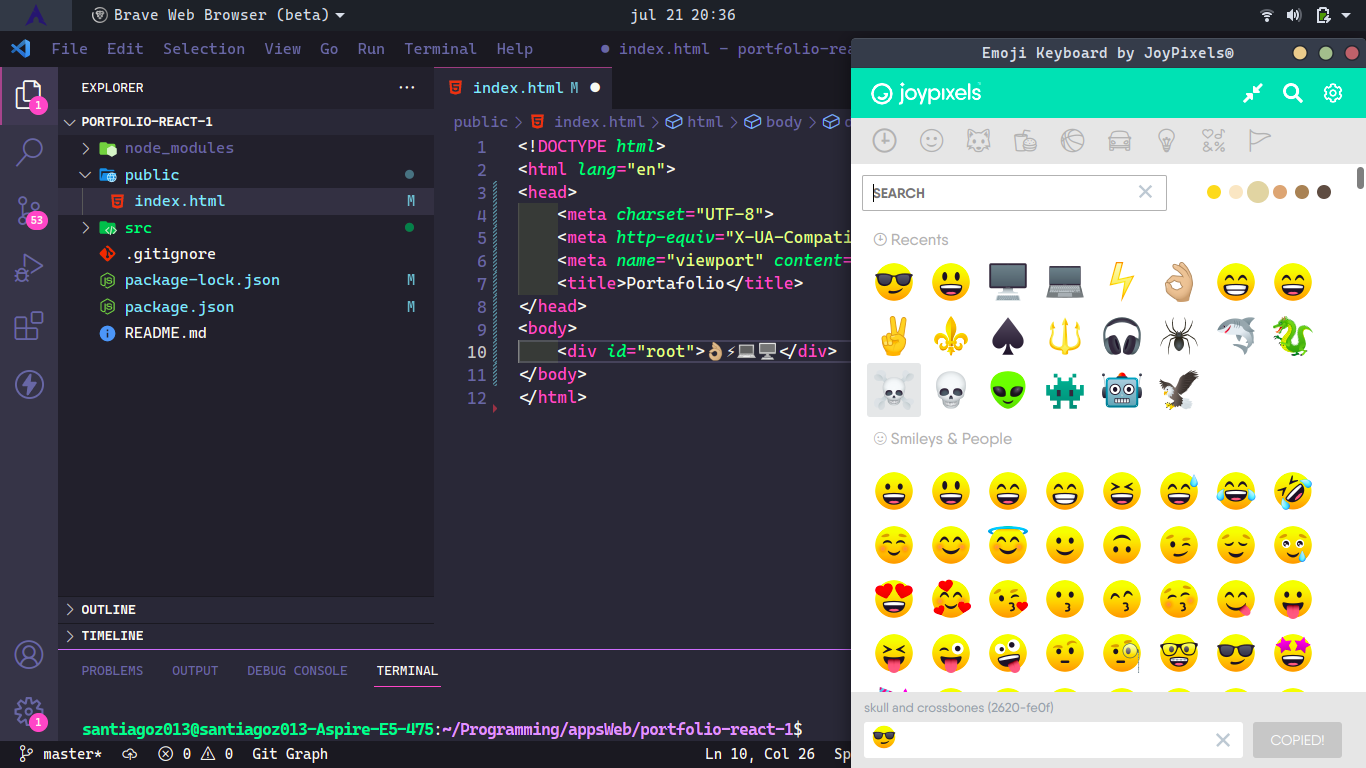 Brave Web Browser (beta)
jul 21 20:36
File Edit Selection View Go Run Terminal Help
● index.html - portfolio-rea
Emoji Keyboard by JoyPixels®
joypixels®
EXPLORER
PORTFOLIO-REACT-1
node_modules
public
index.html M
src
.gitignore
package-lock.json M
package.json M
README.md
OUTLINE
TIMELINE
1
53
1
index.html M
public > index.html > html > body >
1 <!DOCTYPE html>
2 <html lang="en">
3 <head>
4 <meta charset="UTF-8">
5 <meta http-equiv="X-UA-Compati
6 <meta name="viewport" content=
7 <title>Portafolio</title>
8 </head>
9 <body>
10 <div id="root">👌🏼⚡💻🖥️</div>
11 </body>
12 </html>
PROBLEMS OUTPUT DEBUG CONSOLE TERMINAL
santiagoz013@santiagoz013-Aspire-E5-475:~/Programming/appsWeb/portfolio-react-1$
master* 0 0 Git Graph
Ln 10, Col 26 Sp
SEARCH
Recents
Smileys & People
skull and crossbones (2620-fe0f)
COPIED!